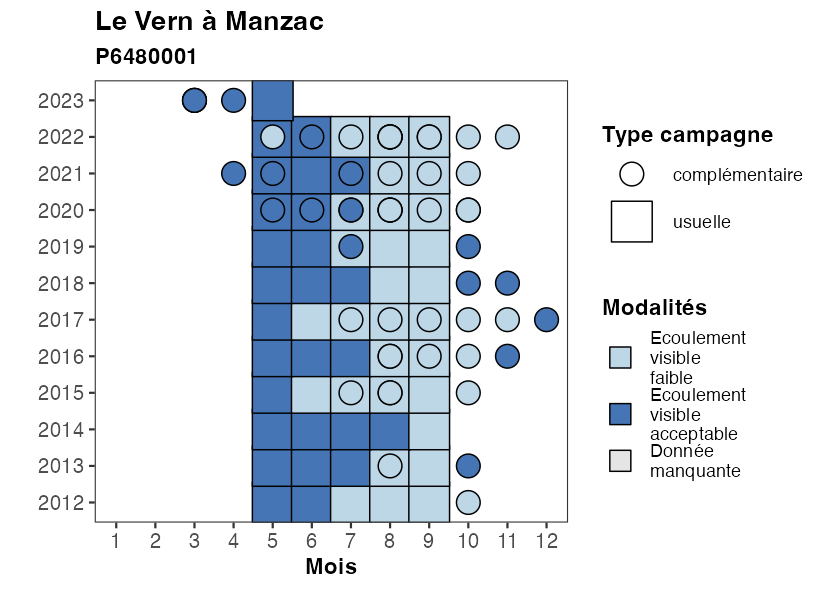 Le Vern à Manzac
P6480001
2023
2022
2021
2020
2019
2018
2017
2016
2015
2014
2013
2012
1 2 3 4 5 6 7 8 9 10 11 12
Mois
Type campagne
complémentaire
usuelle
Modalités
Ecoulement
visible
faible
Ecoulement
visible
acceptable
Donnée
manquante